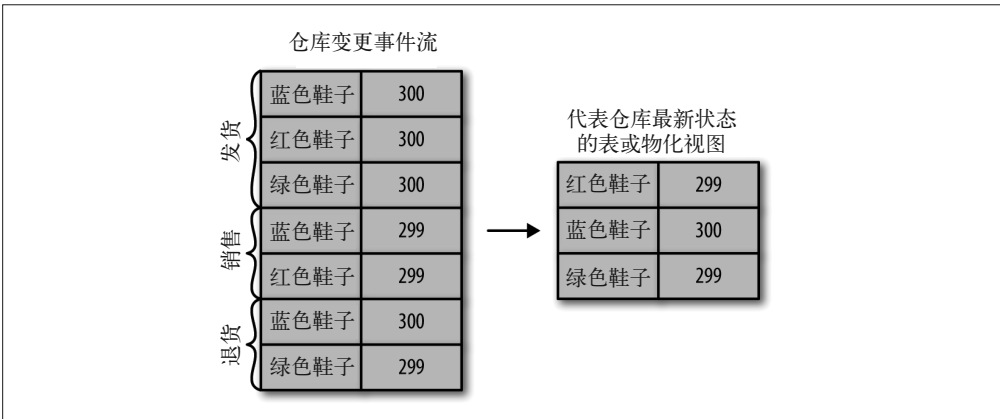 仓库变更事件流
发货
蓝色鞋子 300
红色鞋子 300
绿色鞋子 300
销售
蓝色鞋子 299
红色鞋子 299
退货
蓝色鞋子 300
绿色鞋子 299
代表仓库最新状态
的表或物化视图
红色鞋子 299
蓝色鞋子 300
绿色鞋子 299